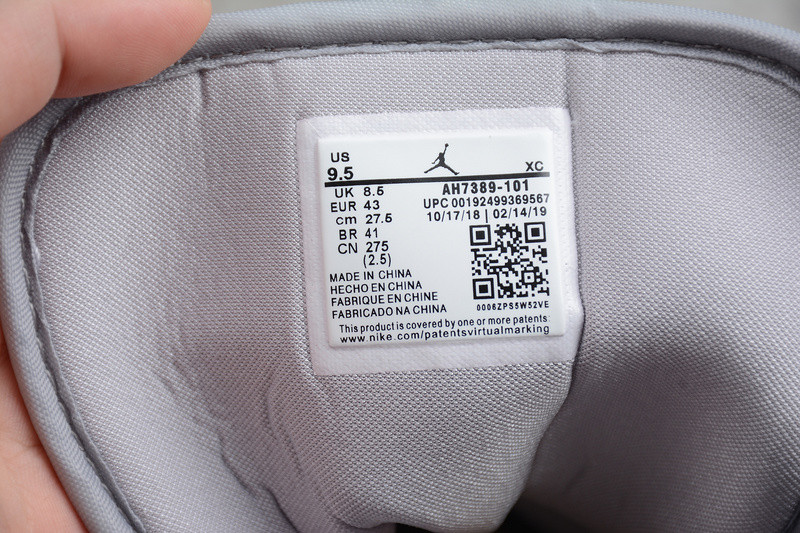 US
9.5 XC
UK 8.5 AH7389-101
EUR 43 UPC 00192499369567
cm 27.5 10/17/18 | 02/14/19
BR 41
CN 275
(2.5)
MADE IN CHINA
HECHO EN CHINA
FABRIQUE EN CHINE
FABRICADO NA CHINA
0006ZPS5W52VE
This product is covered by one or more patents:
www.nike.com/patentsvirtualmarking